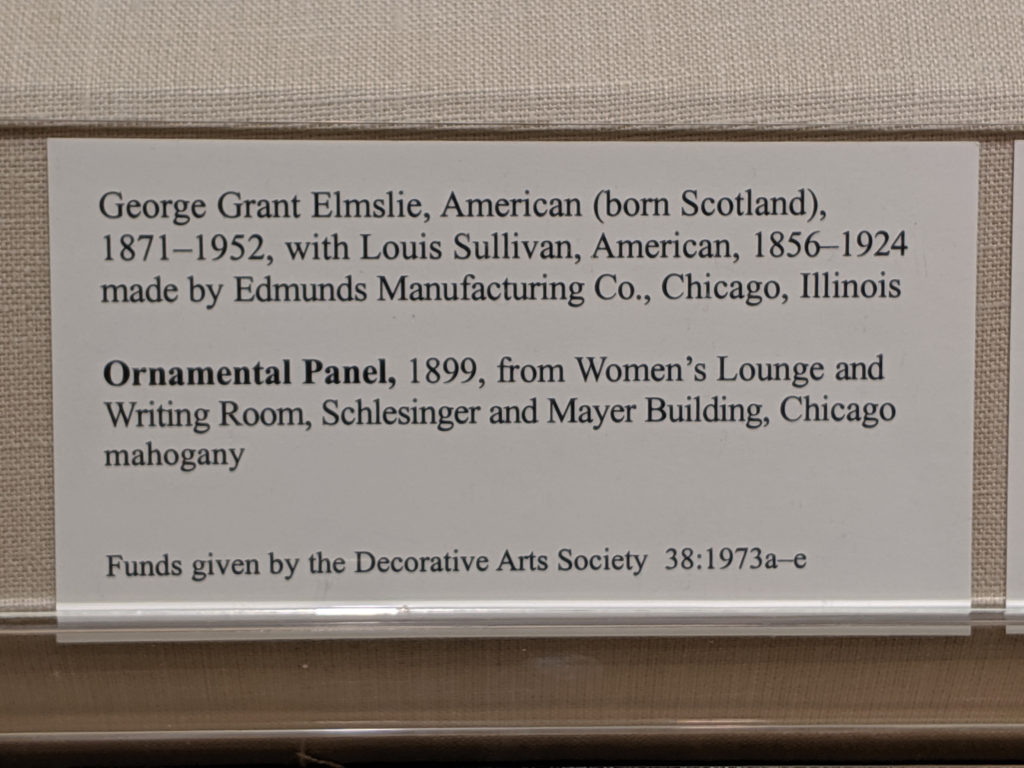 George Grant Elmslie, American (born Scotland),
1871–1952, with Louis Sullivan, American, 1856–1924
made by Edmunds Manufacturing Co., Chicago, Illinois
Ornamental Panel, 1899, from Women’s Lounge and
Writing Room, Schlesinger and Mayer Building, Chicago
mahogany
Funds given by the Decorative Arts Society 38:1973a–e